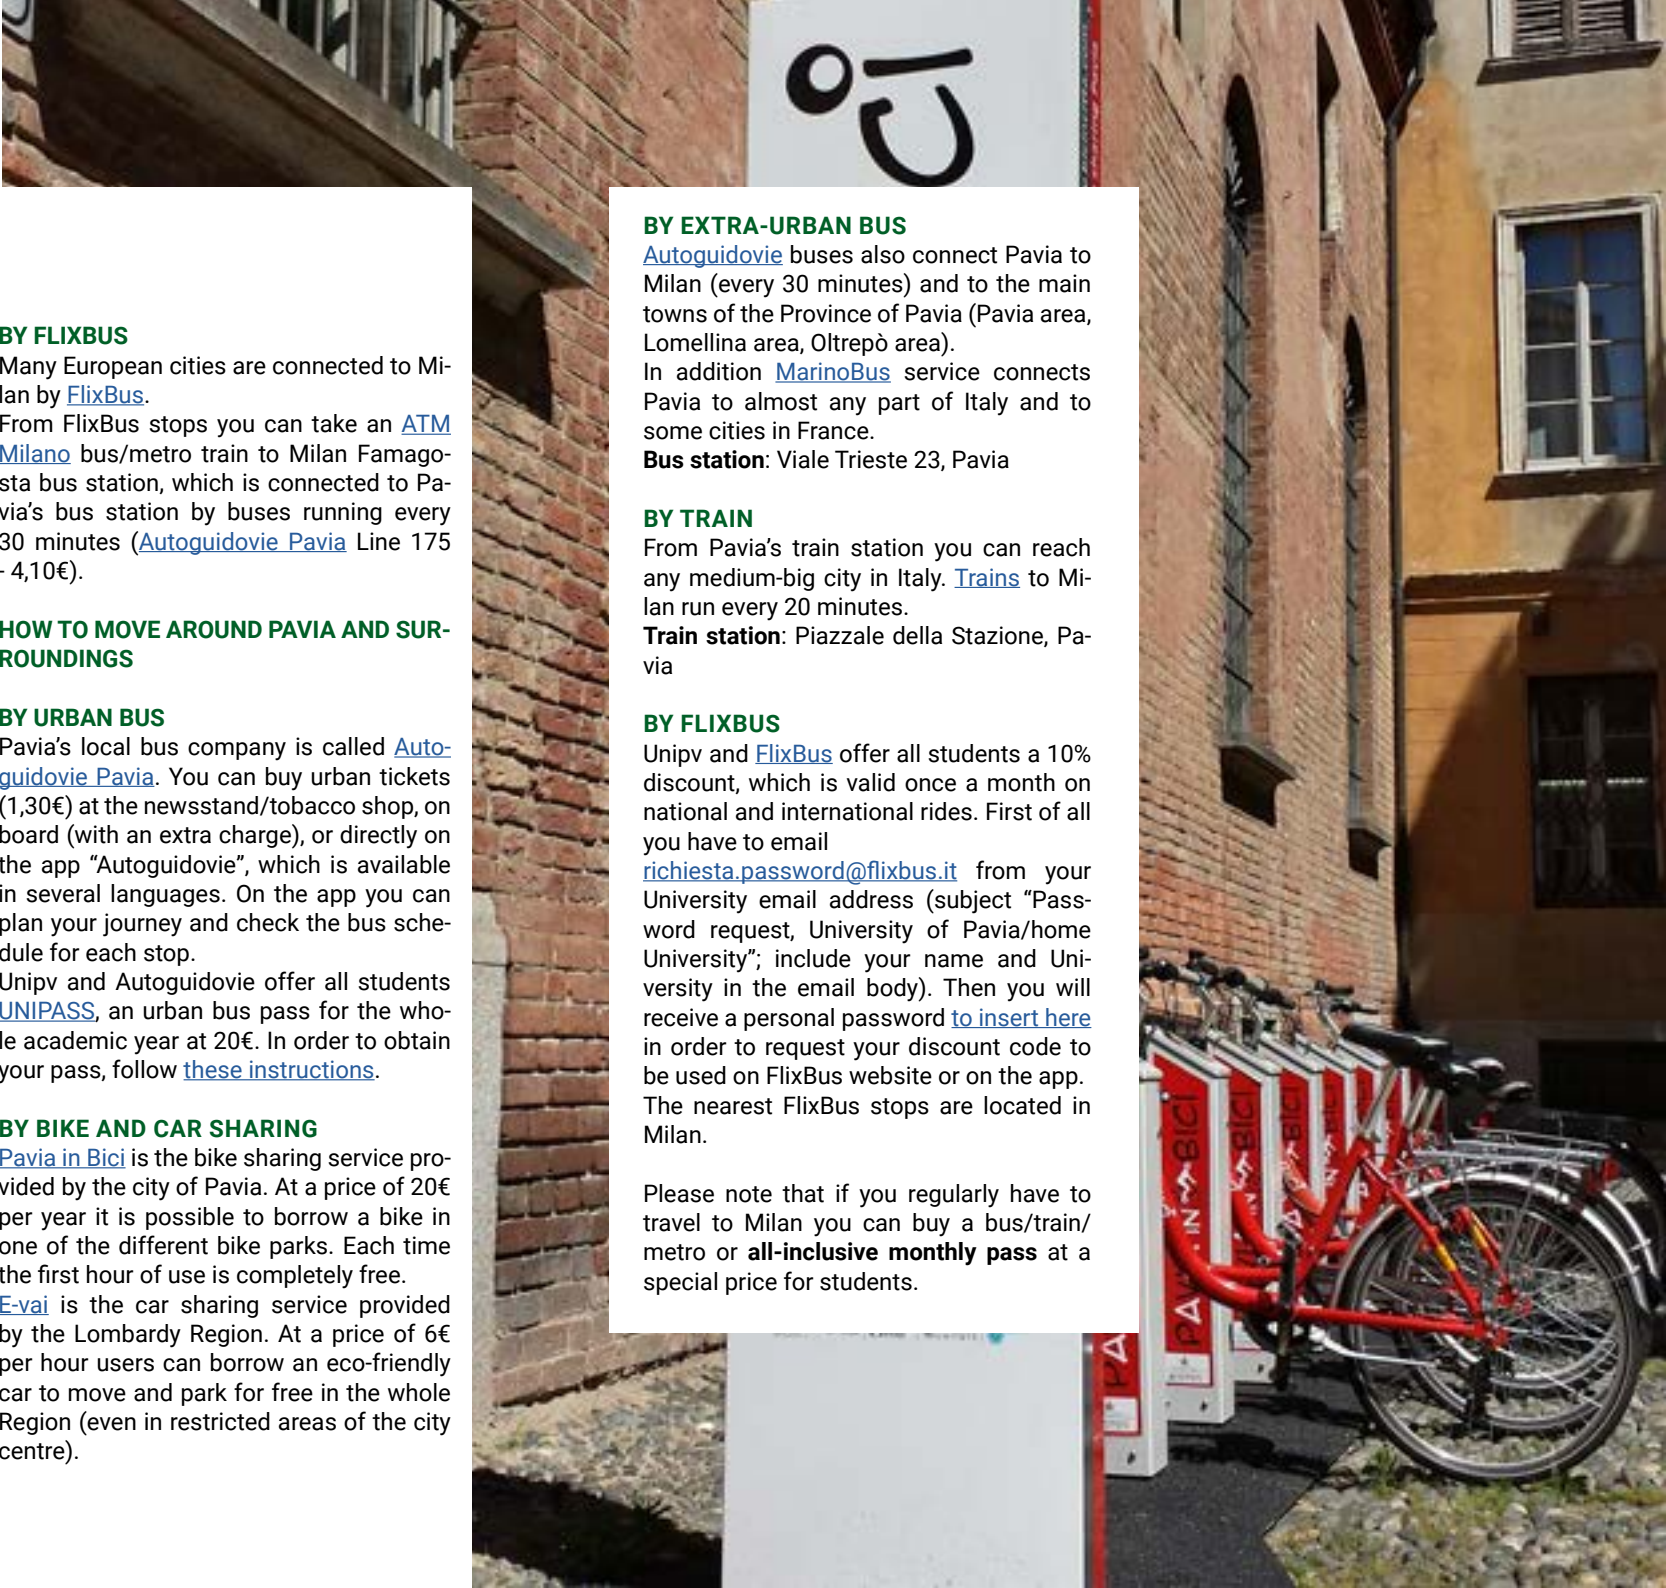 CI
BY FLIXBUS
Many European cities are connected to Mi-
lan by FlixBus.
From FlixBus stops you can take an ATM
Milano bus/metro train to Milan Famago-
sta bus station, which is connected to Pa-
via’s bus station by buses running every
30 minutes (Autoguidovie Pavia Line 175
- 4,10€).
HOW TO MOVE AROUND PAVIA AND SUR-
ROUNDINGS
BY URBAN BUS
Pavia’s local bus company is called Auto-
guidovie Pavia. You can buy urban tickets
(1,30€) at the newsstand/tobacco shop, on
board (with an extra charge), or directly on
the app “Autoguidovie”, which is available
in several languages. On the app you can
plan your journey and check the bus sche-
dule for each stop.
Unipv and Autoguidovie offer all students
UNIPASS, an urban bus pass for the who-
le academic year at 20€. In order to obtain
your pass, follow these instructions.
BY BIKE AND CAR SHARING
Pavia in Bici is the bike sharing service pro-
vided by the city of Pavia. At a price of 20€
per year it is possible to borrow a bike in
one of the different bike parks. Each time
the first hour of use is completely free.
E-vai is the car sharing service provided
by the Lombardy Region. At a price of 6€
per hour users can borrow an eco-friendly
car to move and park for free in the whole
Region (even in restricted areas of the city
centre).
BY EXTRA-URBAN BUS
Autoguidovie buses also connect Pavia to
Milan (every 30 minutes) and to the main
towns of the Province of Pavia (Pavia area,
Lomellina area, Oltrepò area).
In addition MarinoBus service connects
Pavia to almost any part of Italy and to
some cities in France.
Bus station: Viale Trieste 23, Pavia
BY TRAIN
From Pavia’s train station you can reach
any medium-big city in Italy. Trains to Mi-
lan run every 20 minutes.
Train station: Piazzale della Stazione, Pa-
via
BY FLIXBUS
Unipv and FlixBus offer all students a 10%
discount, which is valid once a month on
national and international rides. First of all
you have to email
richiesta.password@flixbus.it from your
University email address (subject “Pass-
word request, University of Pavia/home
University”; include your name and Uni-
versity in the email body). Then you will
receive a personal password to insert here
in order to request your discount code to
be used on FlixBus website or on the app.
The nearest FlixBus stops are located in
Milan.
Please note that if you regularly have to
travel to Milan you can buy a bus/train/
metro or all-inclusive monthly pass at a
special price for students.
IN BICI
BICI